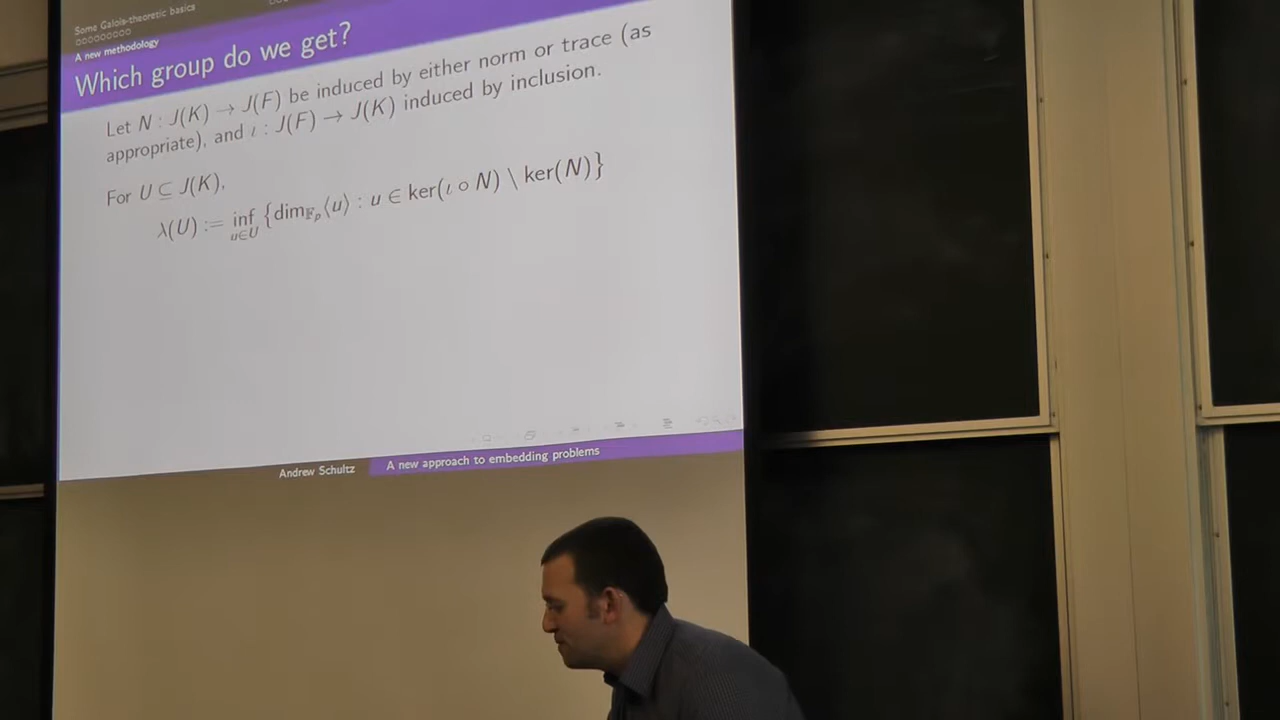 Some Galois-theoretic basics
A new methodology
Which group do we get?
Let N : J(K) → J(F) be induced by either norm or trace (as
appropriate), and ι : J(F) → J(K) induced by inclusion.
For U ⊆ J(K),
λ(U) := inf_{u∈U} {dim_{𝔽_p}⟨u⟩ : u ∈ ker(ι ∘ N) \ ker(N)}
Andrew Schultz
A new approach to embedding problems